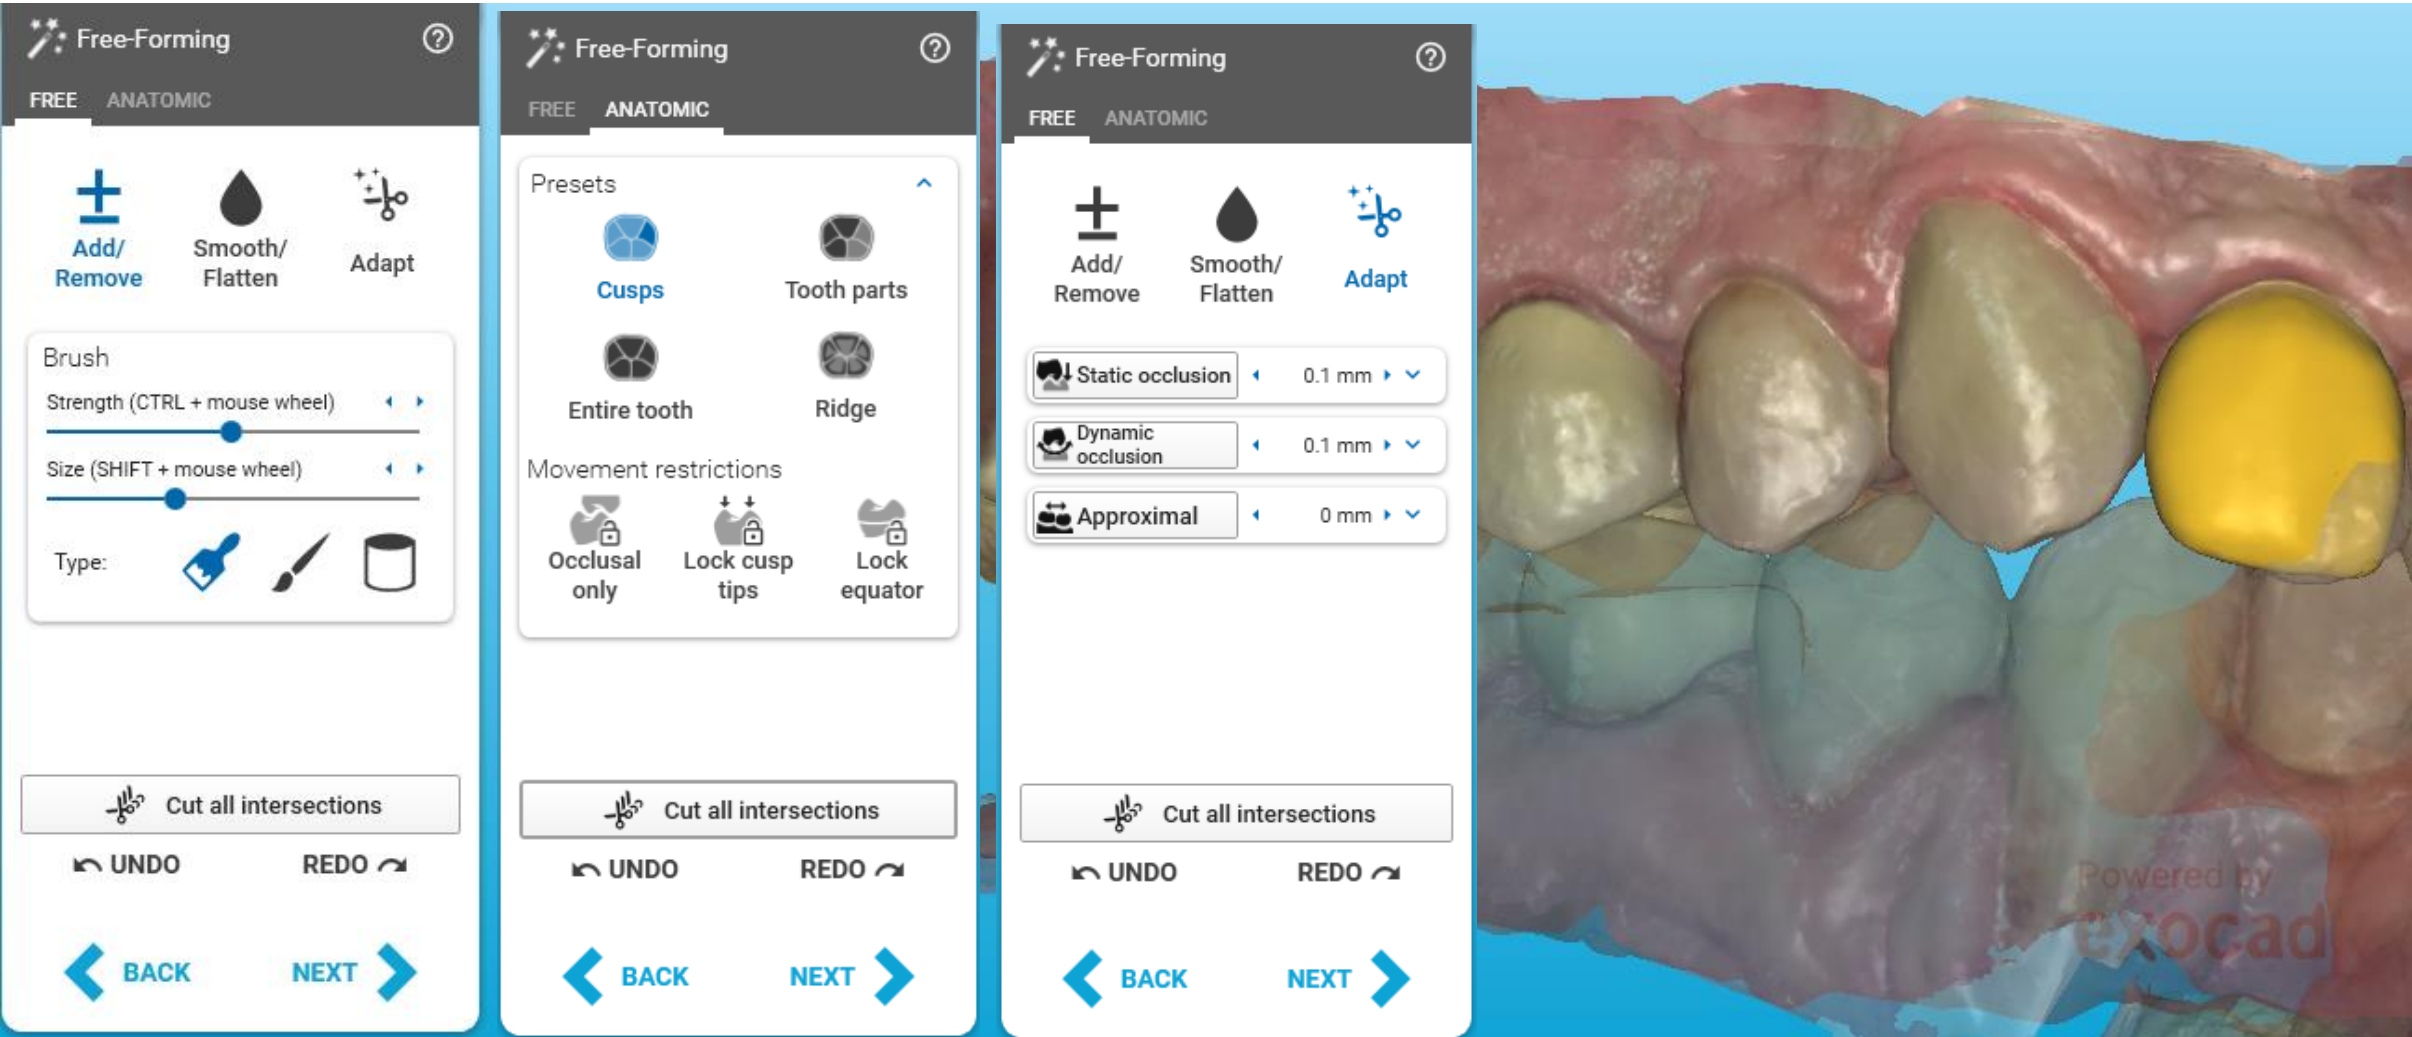 Free-Forming
FREE ANATOMIC
Add/
Remove
Smooth/
Flatten
Adapt
Brush
Strength (CTRL + mouse wheel)
Size (SHIFT + mouse wheel)
Type:
Cut all intersections
UNDO REDO
BACK NEXT
Free-Forming
FREE ANATOMIC
Presets
Cusps
Tooth parts
Entire tooth
Ridge
Movement restrictions
Occlusal
only
Lock cusp
tips
Lock
equator
Cut all intersections
UNDO REDO
BACK NEXT
Free-Forming
FREE ANATOMIC
Add/
Remove
Smooth/
Flatten
Adapt
Static occlusion 0.1 mm
Dynamic
occlusion
0.1 mm
Approximal 0 mm
Cut all intersections
UNDO REDO
BACK NEXT
Powered by
exocad